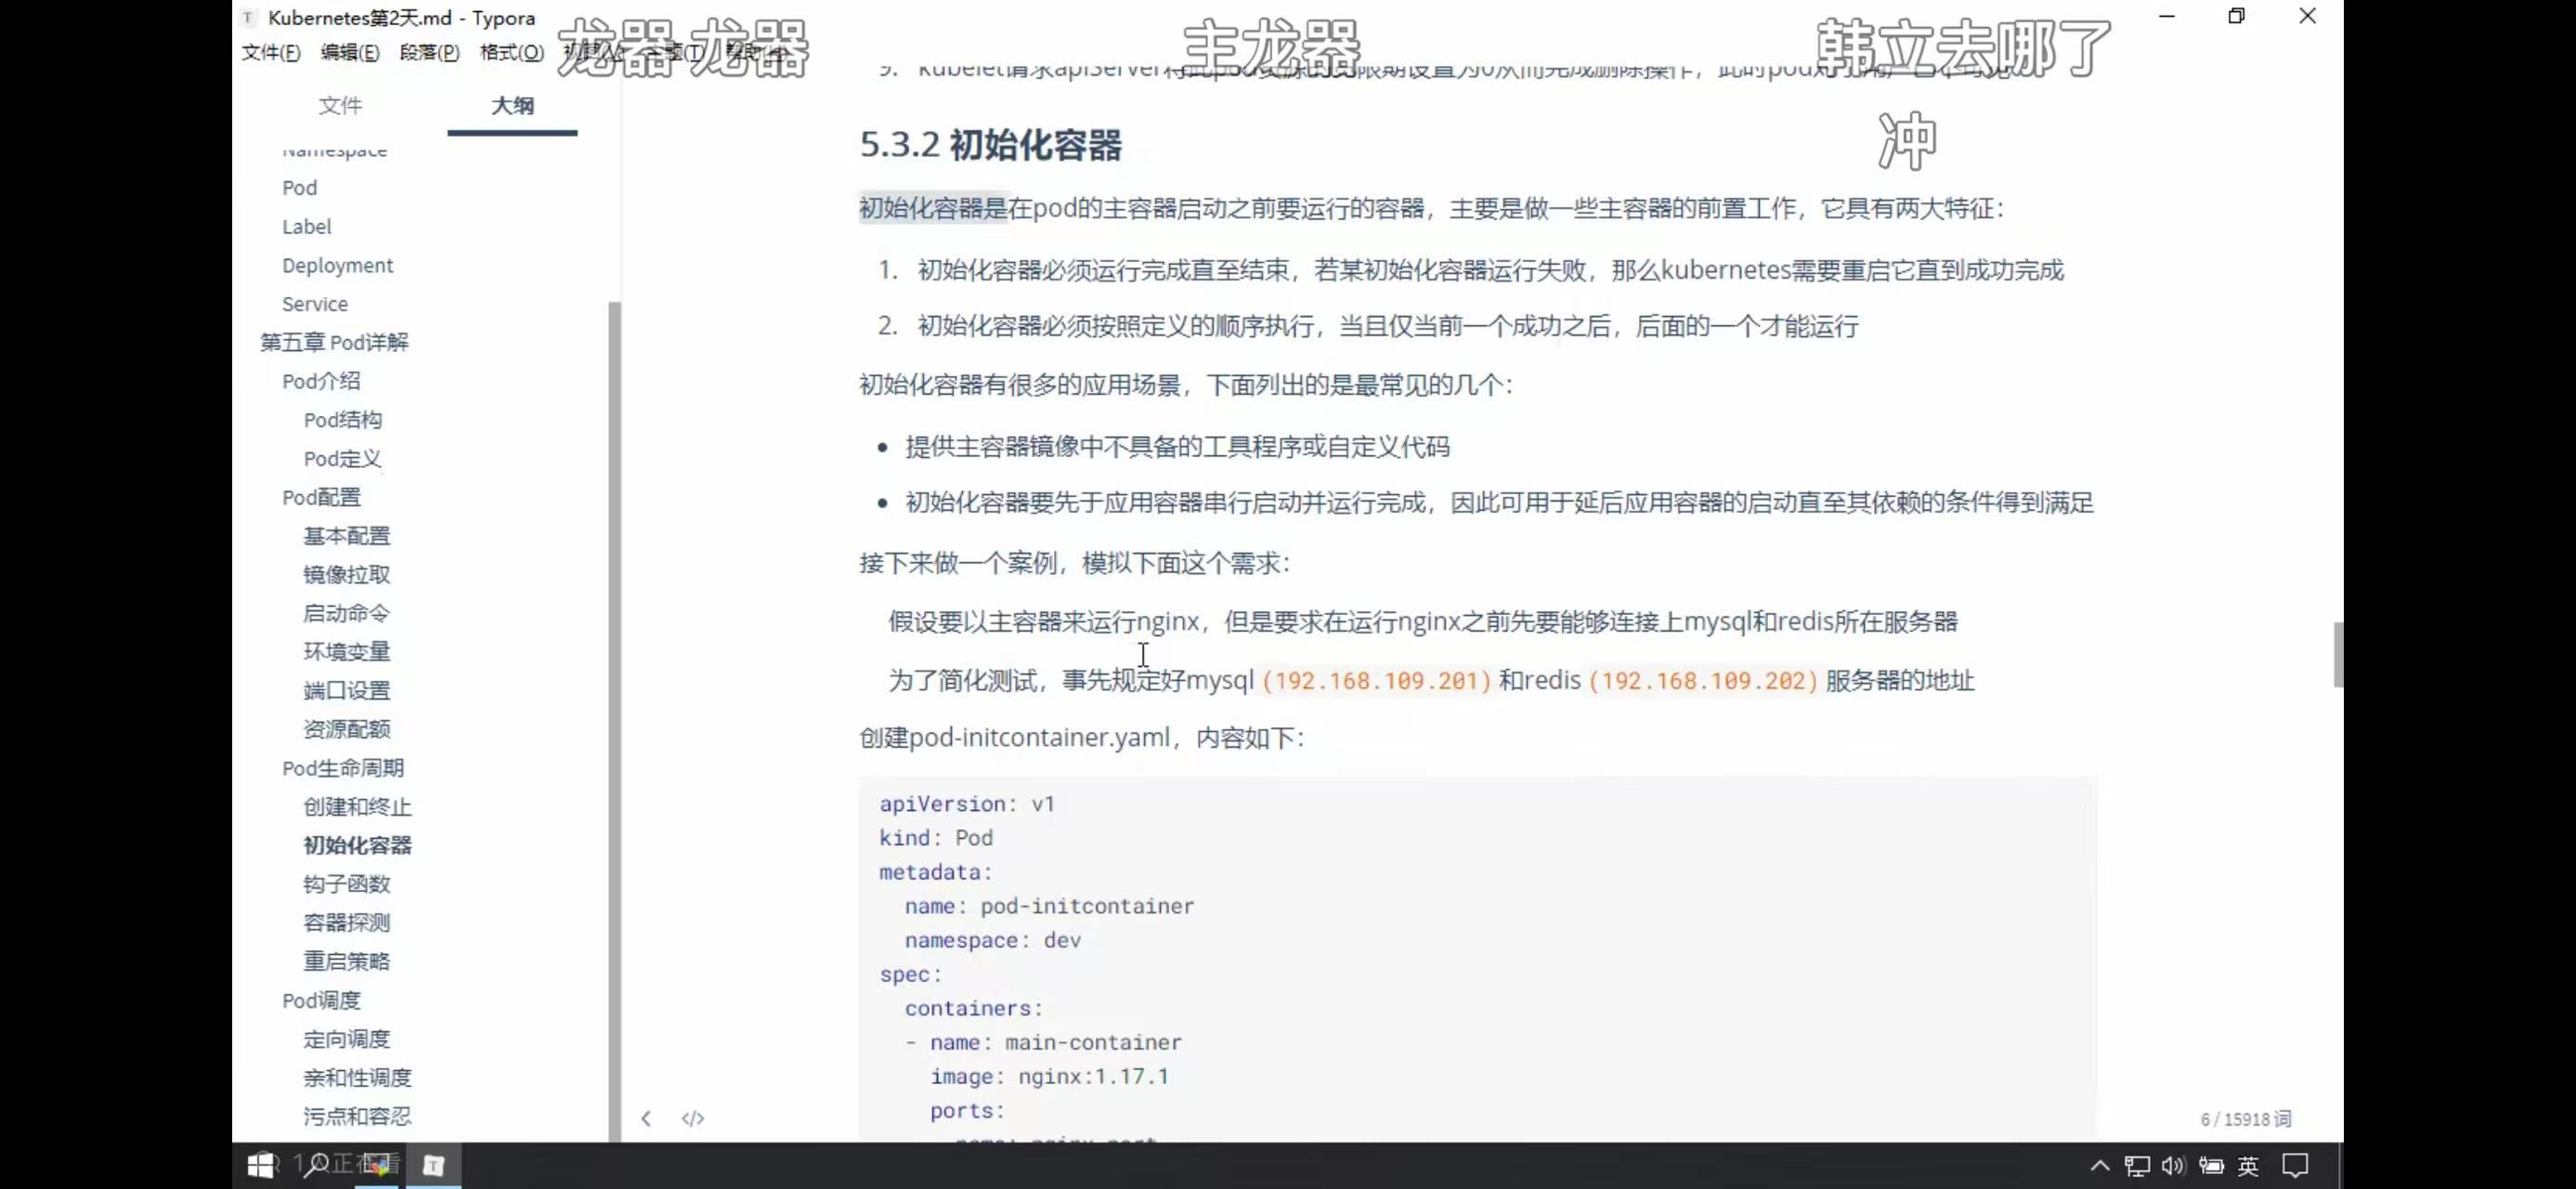 Kubernetes第2天.md - Typora
龙器 龙器
主龙器
韩立去哪了
文件(F) 编辑(E) 段落(P) 格式(O)
冲
文件 大纲
Namespace
Pod
Label
Deployment
Service
第五章 Pod详解
Pod介绍
Pod结构
Pod定义
Pod配置
基本配置
镜像拉取
启动命令
环境变量
端口设置
资源配额
Pod生命周期
创建和终止
初始化容器
钩子函数
容器探测
重启策略
Pod调度
定向调度
亲和性调度
污点和容忍
5.3.2 初始化容器
初始化容器是在pod的主容器启动之前要运行的容器，主要是做一些主容器的前置工作，它具有两大特征：
1. 初始化容器必须运行完成直至结束，若某初始化容器运行失败，那么kubernetes需要重启它直到成功完成
2. 初始化容器必须按照定义的顺序执行，当且仅当前一个成功之后，后面的一个才能运行
初始化容器有很多的应用场景，下面列出的是最常见的几个：
• 提供主容器镜像中不具备的工具程序或自定义代码
• 初始化容器要先于应用容器串行启动并运行完成，因此可用于延后应用容器的启动直至其依赖的条件得到满足
接下来做一个案例，模拟下面这个需求：
假设要以主容器来运行nginx，但是要求在运行nginx之前先要能够连接上mysql和redis所在服务器
为了简化测试，事先规定好mysql (192.168.109.201) 和redis (192.168.109.202) 服务器的地址
创建pod-initcontainer.yaml，内容如下：
apiVersion: v1
kind: Pod
metadata:
  name: pod-initcontainer
  namespace: dev
spec:
  containers:
  - name: main-container
    image: nginx:1.17.1
    ports:
6 / 15918 词
英